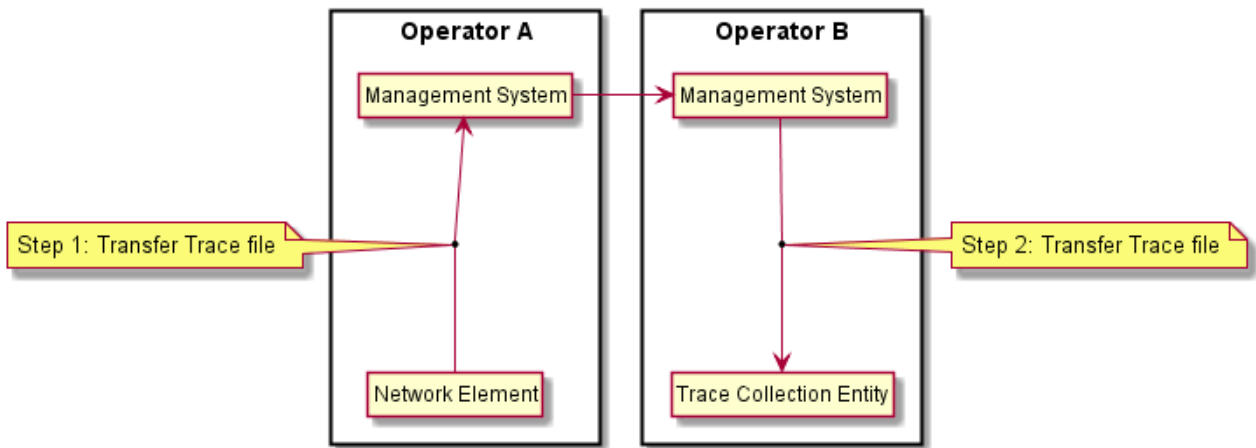 Operator A
Operator B
Management System
Management System
Step 1: Transfer Trace file
Step 2: Transfer Trace file
Network Element
Trace Collection Entity